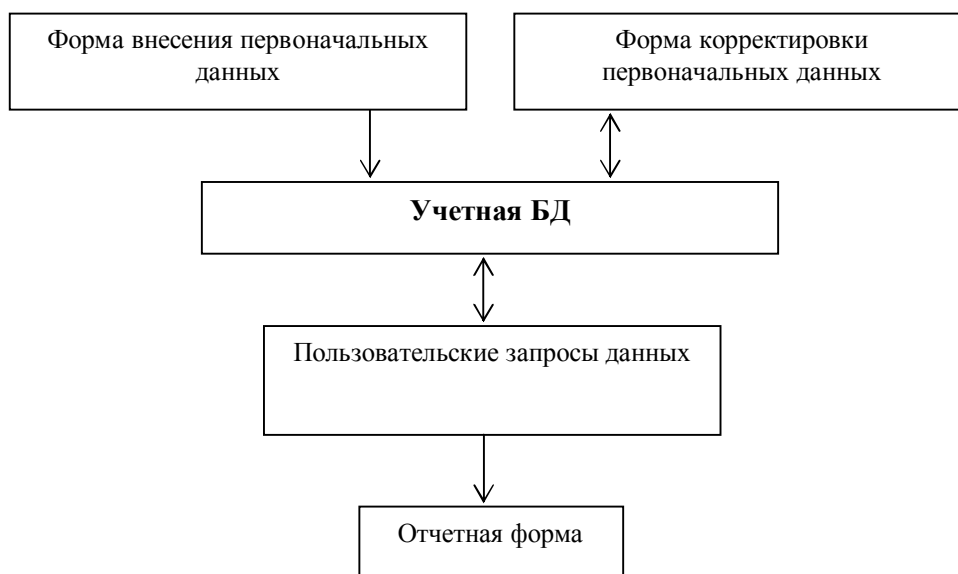 Форма внесения первоначальных
данных
Форма корректировки
первоначальных данных
Учетная БД
Пользовательские запросы данных
Отчетная форма